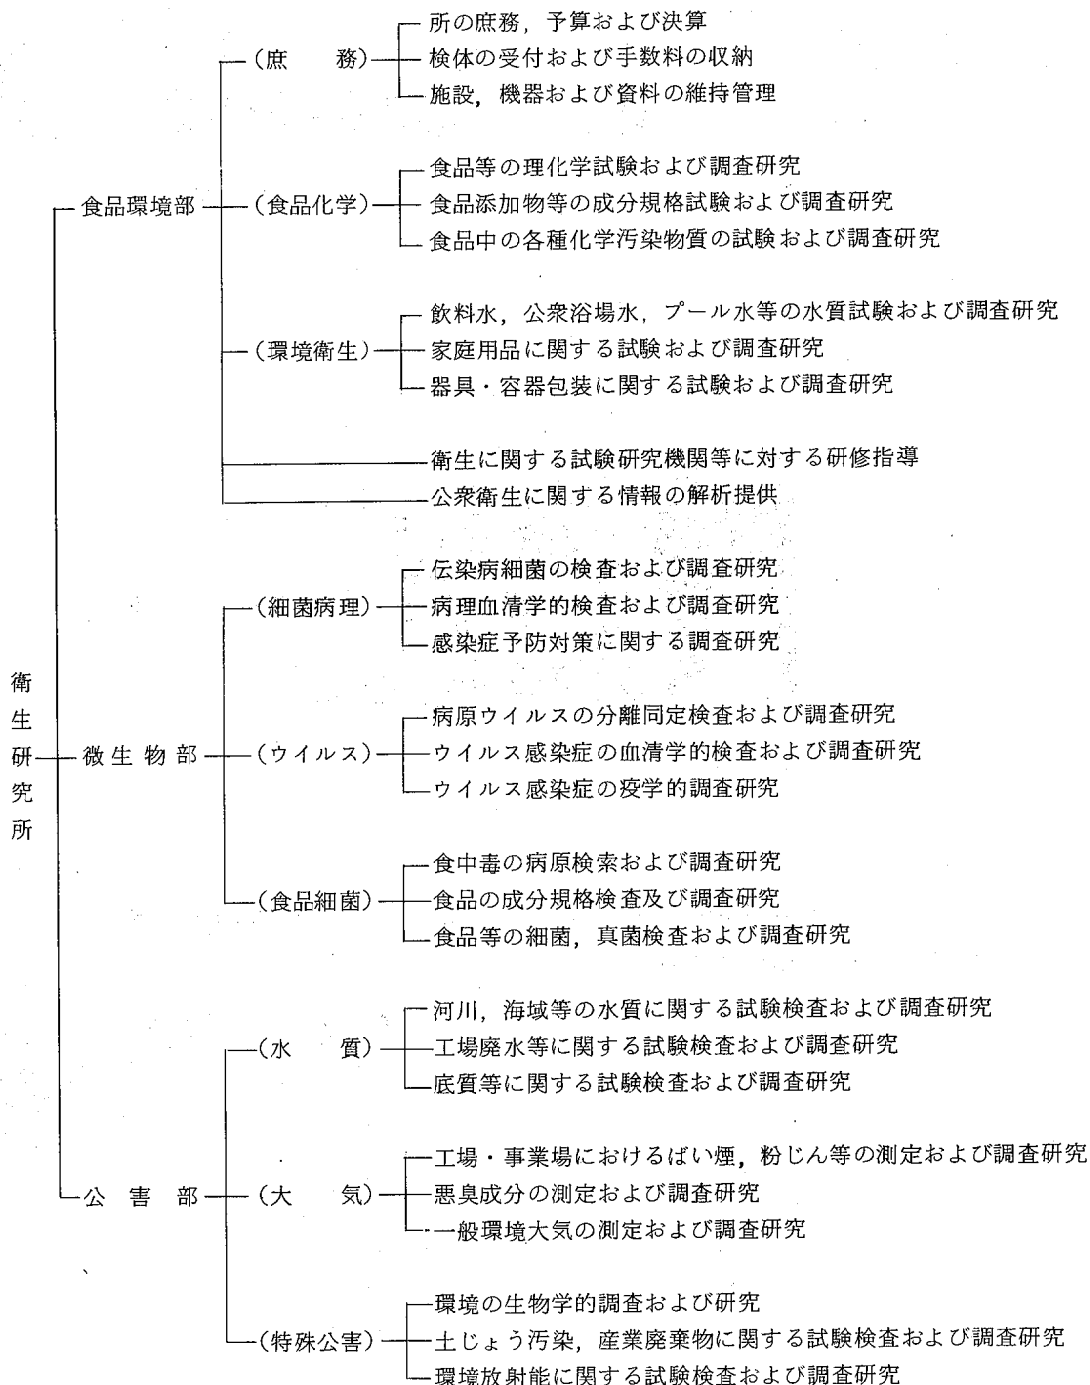 衛生研究所
食品環境部
(庶　務)
所の庶務，予算および決算
検体の受付および手数料の収納
施設，機器および資料の維持管理
(食品化学)
食品等の理化学試験および調査研究
食品添加物等の成分規格試験および調査研究
食品中の各種化学汚染物質の試験および調査研究
(環境衛生)
飲料水，公衆浴場水，プール水等の水質試験および調査研究
家庭用品に関する試験および調査研究
器具・容器包装に関する試験および調査研究
衛生に関する試験研究機関等に対する研修指導
公衆衛生に関する情報の解析提供
微生物部
(細菌病理)
伝染病細菌の検査および調査研究
病理血清学的検査および調査研究
感染症予防対策に関する調査研究
(ウイルス)
病原ウイルスの分離同定検査および調査研究
ウイルス感染症の血清学的検査および調査研究
ウイルス感染症の疫学的調査研究
(食品細菌)
食中毒の病原検索および調査研究
食品の成分規格検査及び調査研究
食品等の細菌，真菌検査および調査研究
公害部
(水　質)
河川，海域等の水質に関する試験検査および調査研究
工場廃水等に関する試験検査および調査研究
底質等に関する試験検査および調査研究
(大　気)
工場・事業場におけるばい煙，粉じん等の測定および調査研究
悪臭成分の測定および調査研究
一般環境大気の測定および調査研究
(特殊公害)
環境の生物学的調査および研究
土じょう汚染，産業廃棄物に関する試験検査および調査研究
環境放射能に関する試験検査および調査研究